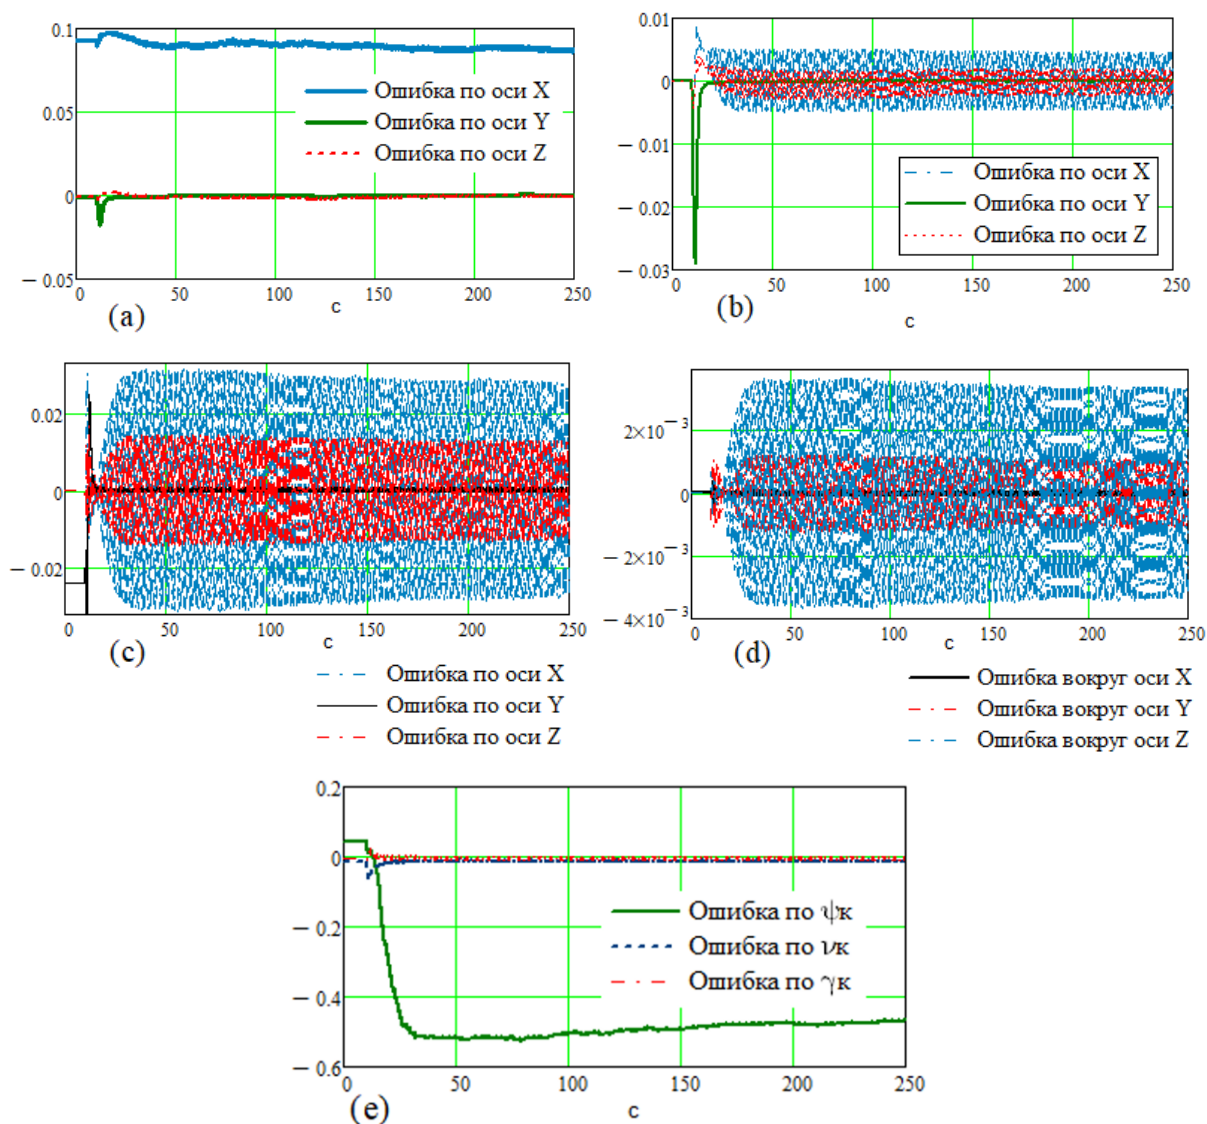 0.1
0.05
0
− 0.05
Ошибка по оси X
Ошибка по оси Y
Ошибка по оси Z
0 50 100 150 200 250
с
(a)
0.01
0
− 0.01
− 0.02
− 0.03
Ошибка по оси X
Ошибка по оси Y
Ошибка по оси Z
0 50 100 150 200 250
с
(b)
0.02
0
− 0.02
0 50 100 150 200 250
с
(c)
Ошибка по оси X
Ошибка по оси Y
Ошибка по оси Z
2×10⁻³
0
−2×10⁻³
− 4×10⁻³
0 50 100 150 200 250
с
(d)
Ошибка вокруг оси X
Ошибка вокруг оси Y
Ошибка вокруг оси Z
0.2
0
− 0.2
− 0.4
− 0.6
Ошибка по ψк
Ошибка по νк
Ошибка по γк
0 50 100 150 200 250
с
(e)